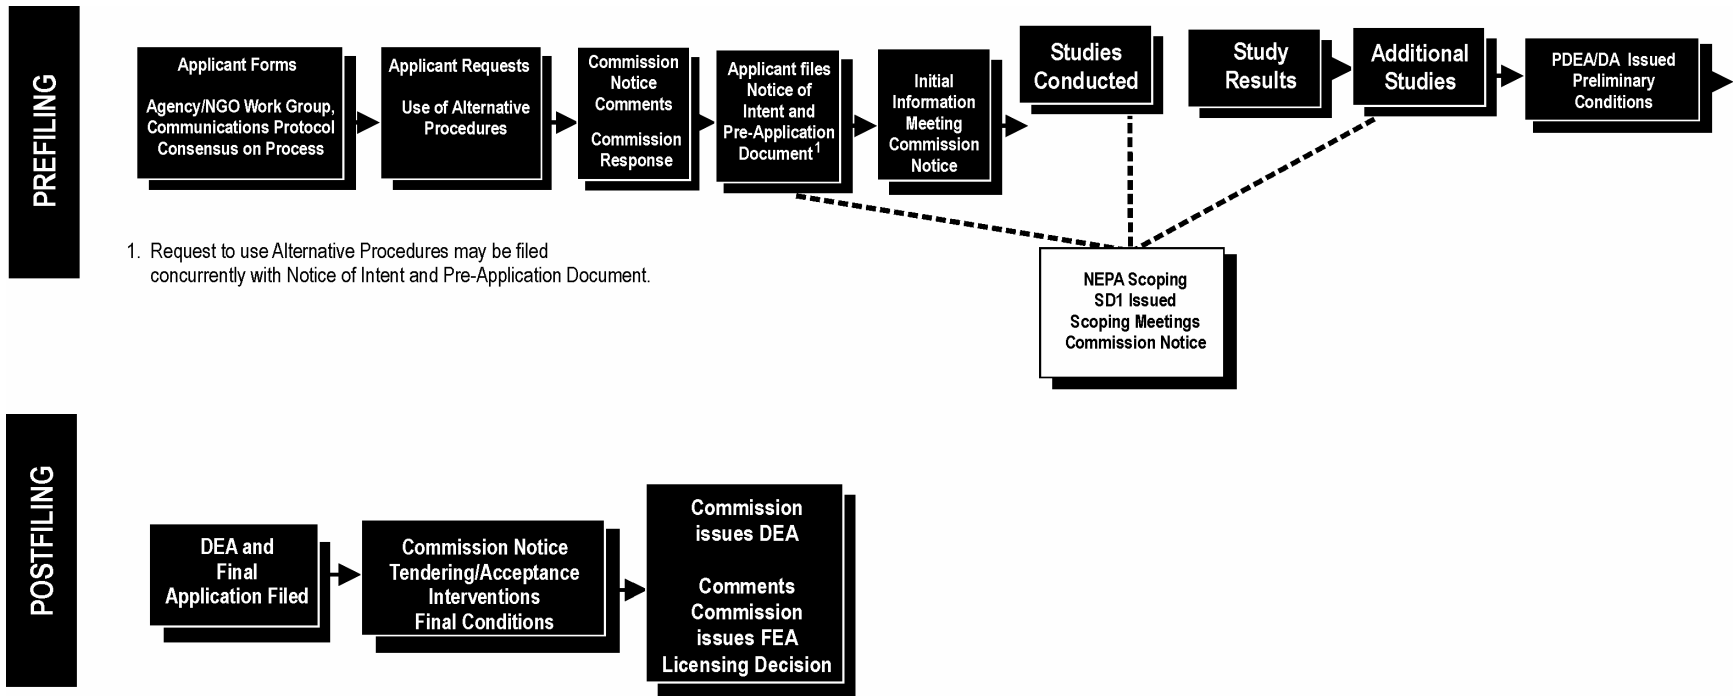 PREFILING
Applicant Forms
Agency/NGO Work Group,
Communications Protocol
Consensus on Process
Applicant Requests
Use of Alternative
Procedures
Commission
Notice
Comments
Commission
Response
Applicant files
Notice of
Intent and
Pre-Application
Document1
Initial
Information
Meeting
Commission
Notice
Studies
Conducted
Study
Results
Additional
Studies
PDEA/DA Issued
Preliminary
Conditions
1. Request to use Alternative Procedures may be filed
concurrently with Notice of Intent and Pre-Application Document.
NEPA Scoping
SD1 Issued
Scoping Meetings
Commission Notice
POSTFILING
DEA and
Final
Application Filed
Commission Notice
Tendering/Acceptance
Interventions
Final Conditions
Commission
issues DEA
Comments
Commission
issues FEA
Licensing Decision